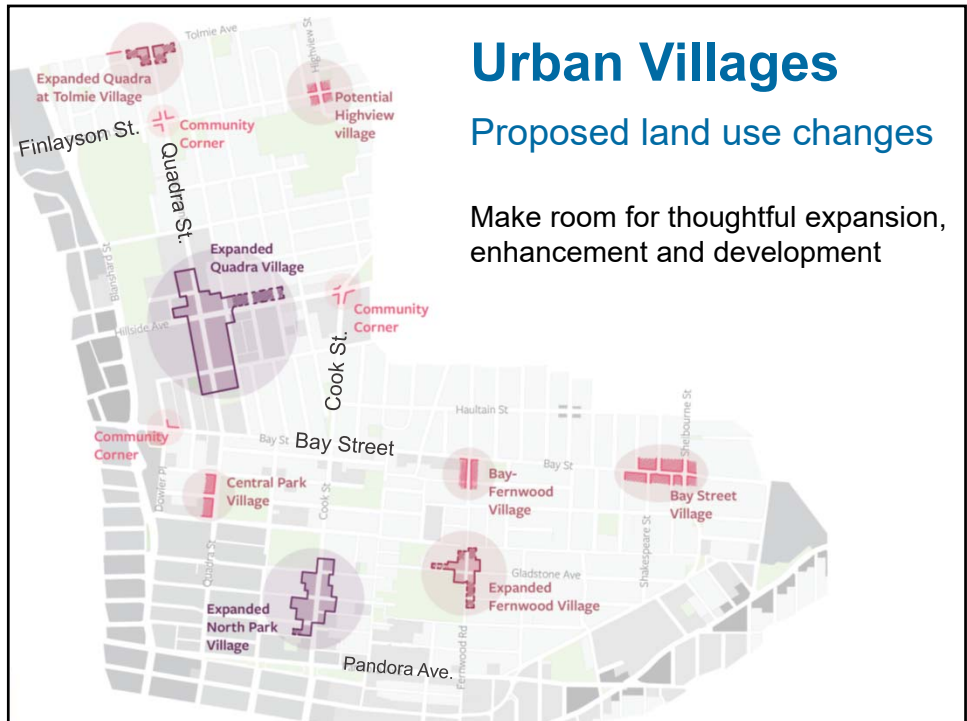 Urban Villages
Proposed land use changes
Make room for thoughtful expansion,
enhancement and development
Tolmie Ave
Highview St
Expanded Quadra
at Tolmie Village
Potential
Highview
village
Community
Corner
Finlayson St.
Quadra St.
Blanshard St
Expanded
Quadra Village
Hillside Ave
Community
Corner
Cook St.
Haultain St
Shelbourne St
Community
Corner
Bay St
Bay Street
Bay St
Dowler Pl
Central Park
Village
Cook St
Bay-
Fernwood
Village
Bay Street
Village
Quadra St
Shakespeare St
Gladstone Ave
Expanded
North Park
Village
Expanded
Fernwood Village
Fernwood Rd
Pandora Ave.